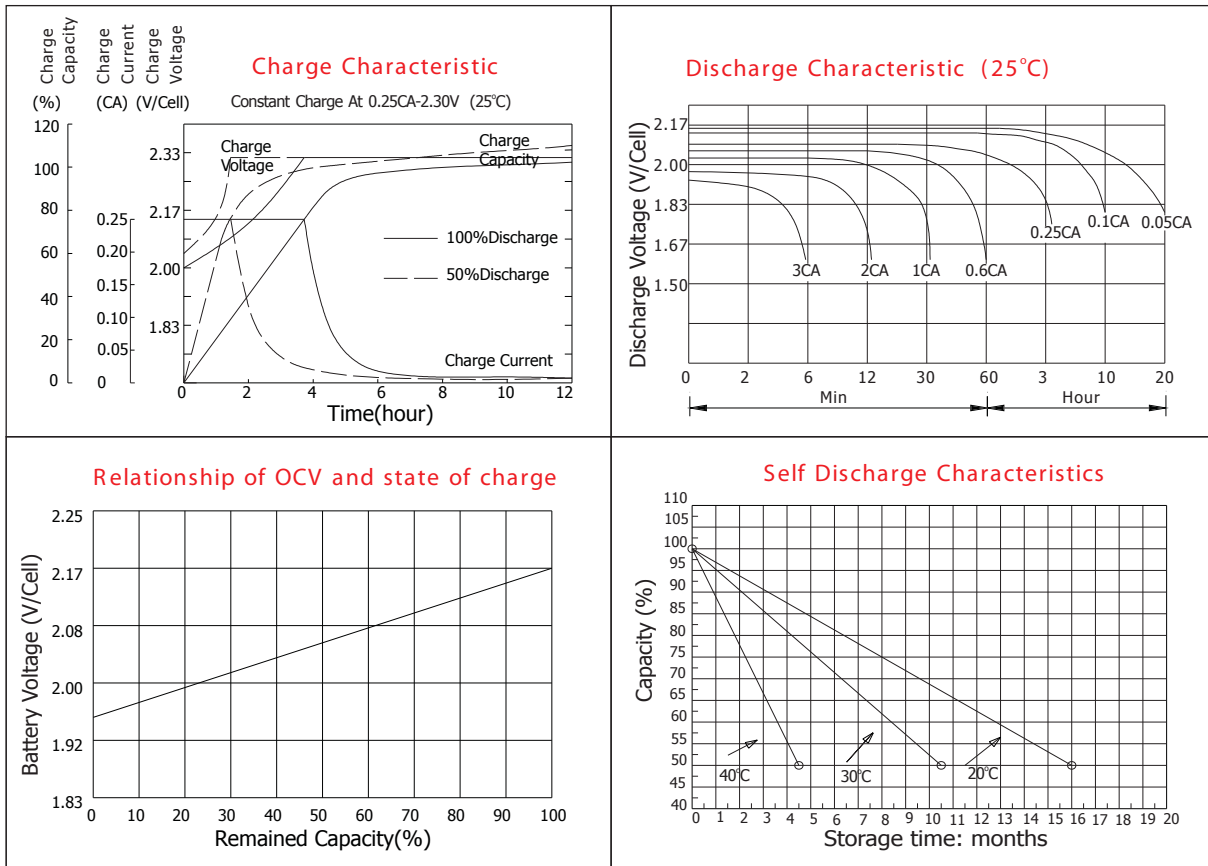 Charge Capacity
Charge Current
Charge Voltage
(%) (CA) (V/Cell)
Charge Characteristic
Constant Charge At 0.25CA-2.30V (25°C)
120
100
80
60
40
20
0
0.25
0.20
0.15
0.10
0.05
0
2.33
2.17
2.00
1.83
Charge Voltage
Charge Capacity
100%Discharge
50%Discharge
Charge Current
0 2 4 6 8 10 12
Time(hour)
Discharge Characteristic (25°C)
Discharge Voltage (V/Cell)
2.17
2.00
1.83
1.67
1.50
3CA 2CA 1CA 0.6CA 0.25CA 0.1CA 0.05CA
0 2 6 12 30 60 3 10 20
Min Hour
Relationship of OCV and state of charge
Battery Voltage (V/Cell)
2.25
2.17
2.08
2.00
1.92
1.83
0 10 20 30 40 50 60 70 80 90 100
Remained Capacity(%)
Self Discharge Characteristics
Capacity (%)
110
105
100
95
90
85
80
75
70
65
60
55
50
45
40
40°C 30°C 20°C
0 1 2 3 4 5 6 7 8 9 10 11 12 13 14 15 16 17 18 19 20
Storage time: months